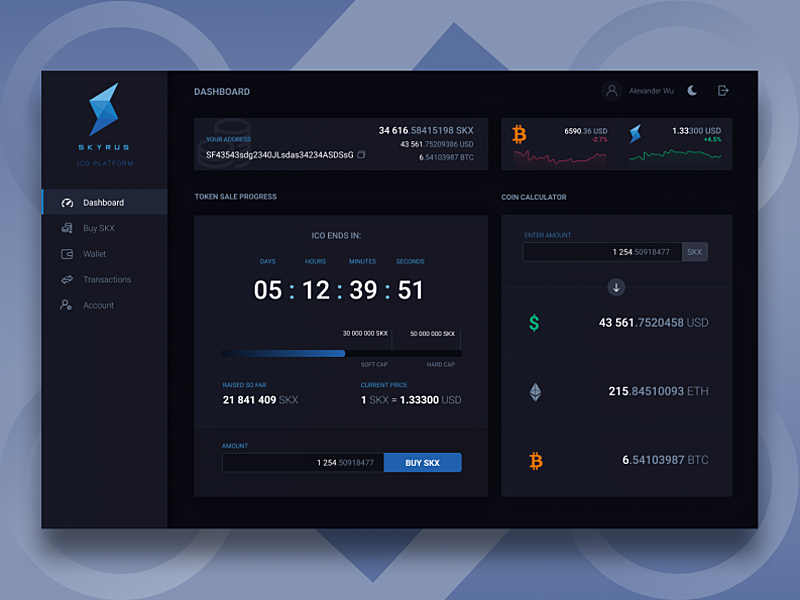 SKYRUS
ICO PLATFORM
Dashboard
Buy SKX
Wallet
Transactions
Account
DASHBOARD
Alexander Wu
YOUR ADDRESS
SF43543sdg2340JLsdas34234ASDSsG
34 616.58415198 SKX
43 561.75209386 USD
6.54103987 BTC
6590.36 USD
-2.7%
1.33300 USD
+4.5%
TOKEN SALE PROGRESS
ICO ENDS IN:
DAYS HOURS MINUTES SECONDS
05 : 12 : 39 : 51
30 000 000 SKX 50 000 000 SKX
SOFT CAP HARD CAP
RAISED SO FAR
21 841 409 SKX
CURRENT PRICE
1 SKX = 1.33300 USD
AMOUNT
1 254.50918477
BUY SKX
COIN CALCULATOR
ENTER AMOUNT
1 254.50918477 SKX
43 561.7520458 USD
215.84510093 ETH
6.54103987 BTC